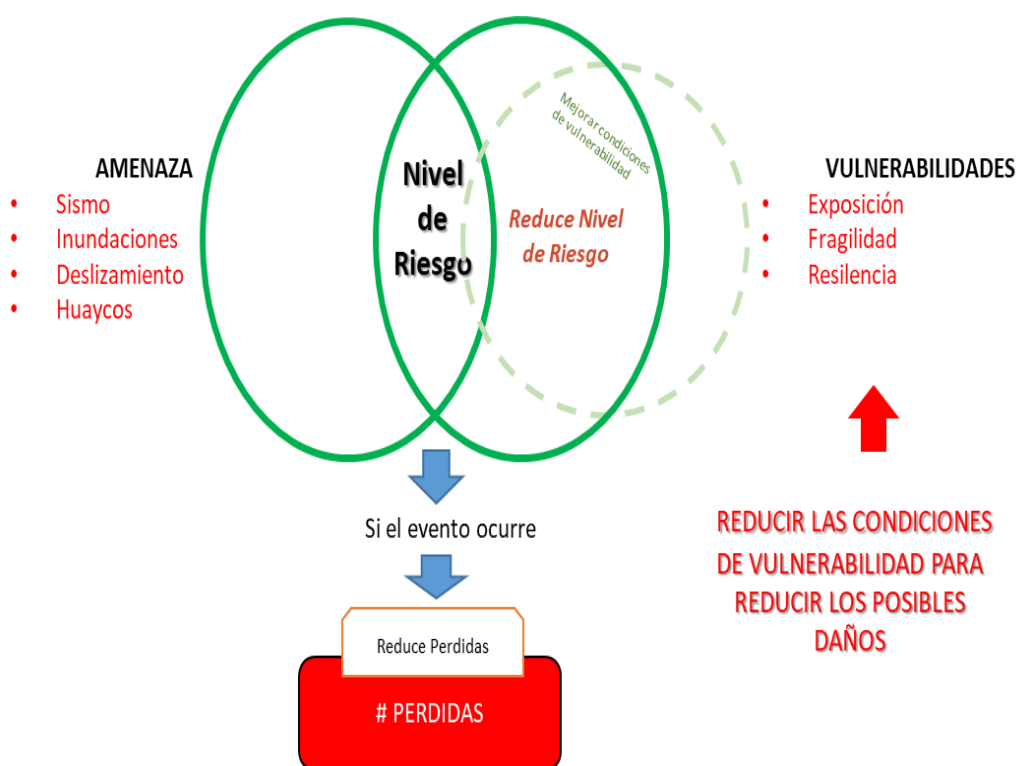 AMENAZA
• Sismo
• Inundaciones
• Deslizamiento
• Huaycos
Nivel
de
Riesgo
Mejorar condiciones
de vulnerabilidad
Reduce Nivel
de Riesgo
VULNERABILIDADES
• Exposición
• Fragilidad
• Resilencia
Si el evento ocurre
Reduce Perdidas
# PERDIDAS
REDUCIR LAS CONDICIONES
DE VULNERABILIDAD PARA
REDUCIR LOS POSIBLES
DAÑOS